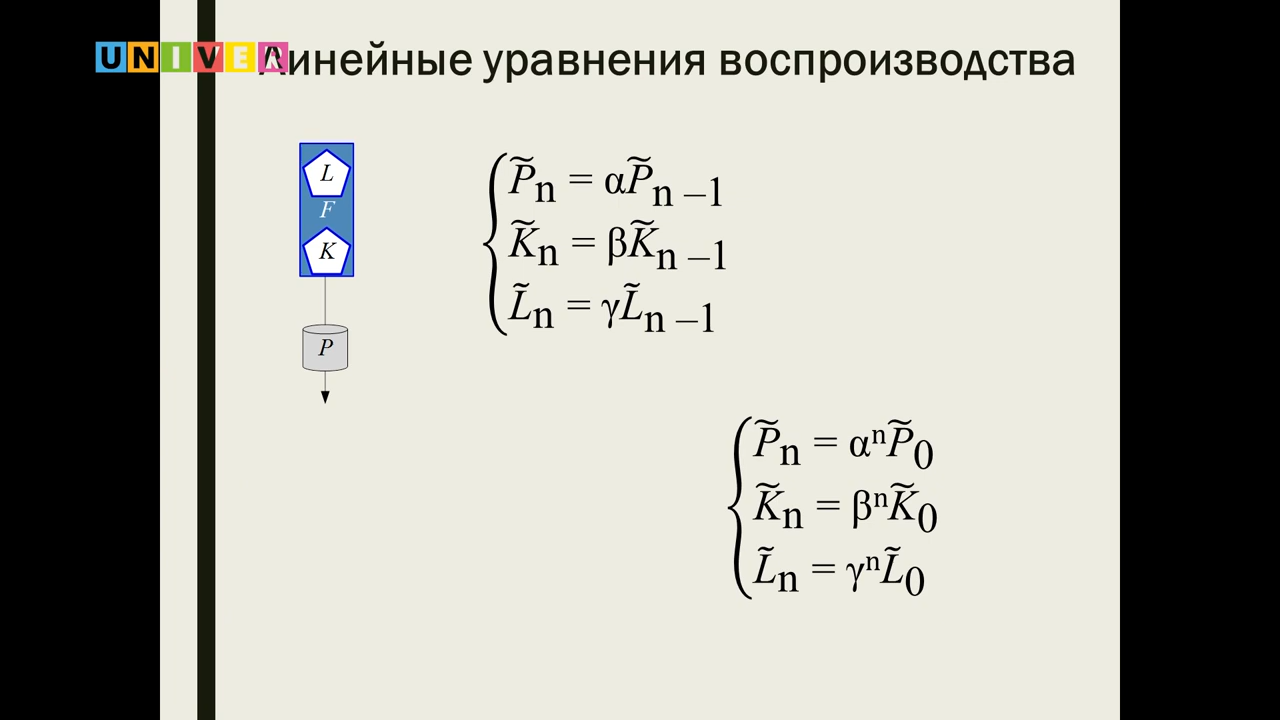 UNIVER
Линейные уравнения воспроизводства
L
F
K
P
P̃n = αP̃n –1
K̃n = βK̃n –1
L̃n = γL̃n –1
P̃n = αⁿP̃0
K̃n = βⁿK̃0
L̃n = γⁿL̃0